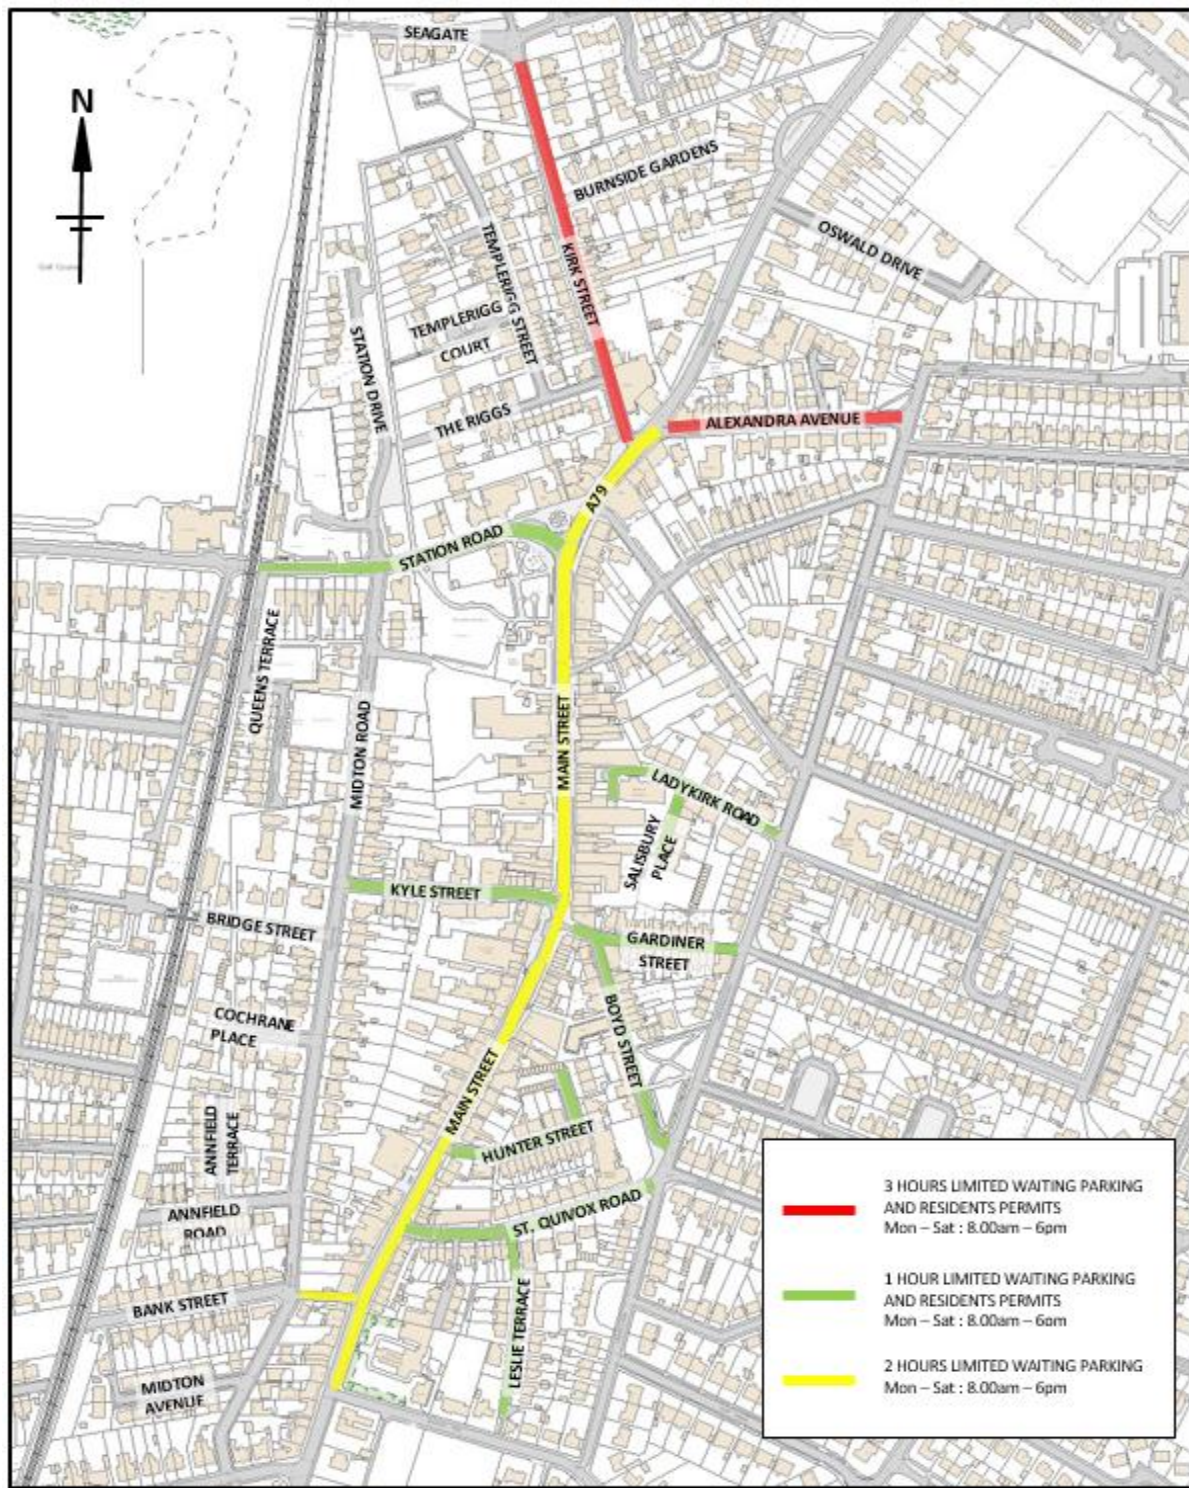 SEAGATE
N
BURNSIDE GARDENS
OSWALD DRIVE
KIRK STREET
TEMPLERIGG STREET
TEMPLERIGG
COURT
STATION DRIVE
THE RIGGS
ALEXANDRA AVENUE
A79
STATION ROAD
QUEENS TERRACE
MIDTON ROAD
MAIN STREET
LADYKIRK ROAD
SALISBURY
PLACE
KYLE STREET
BRIDGE STREET
GARDINER
STREET
BOYD STREET
COCHRANE
PLACE
MAIN STREET
ANNFIELD
TERRACE
HUNTER STREET
ANNFIELD
ROAD
ST. QUIVOX ROAD
BANK STREET
LESLIE TERRACE
MIDTON
AVENUE
3 HOURS LIMITED WAITING PARKING
AND RESIDENTS PERMITS
Mon – Sat : 8.00am – 6pm
1 HOUR LIMITED WAITING PARKING
AND RESIDENTS PERMITS
Mon – Sat : 8.00am – 6pm
2 HOURS LIMITED WAITING PARKING
Mon – Sat : 8.00am – 6pm